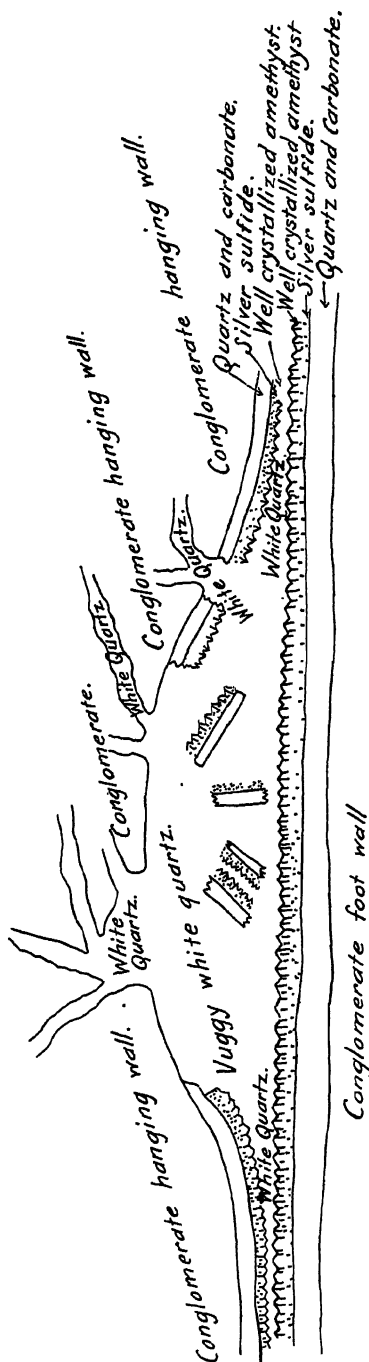 Quartz and carbonate.
Silver sulfide.
Well crystallized amethyst.
Well crystallized amethyst
Silver sulfide.
Quartz and Carbonate.
Conglomerate hanging wall.
Conglomerate hanging wall.
Quartz.
White
White Quartz
White Quartz
Conglomerate.
White
Quartz.
Vuggy white quartz.
Conglomerate hanging wall.
White Quartz.
Conglomerate foot wall